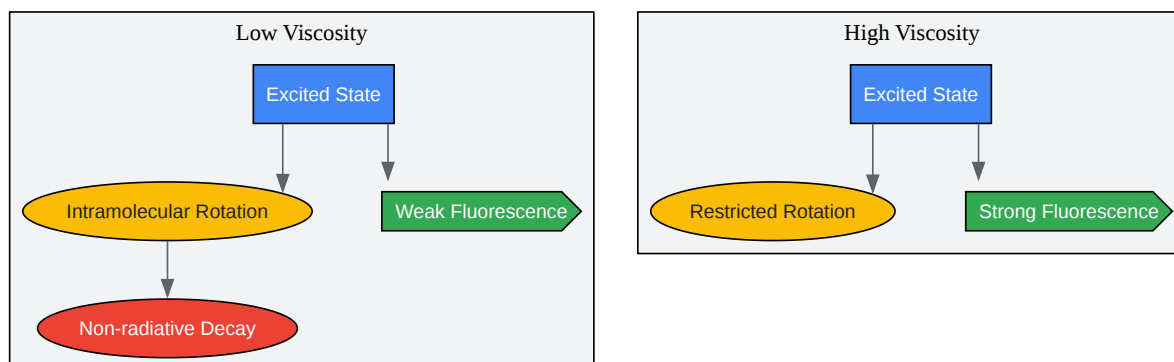 Low Viscosity
Excited State
Intramolecular Rotation
Weak Fluorescence
Non-radiative Decay
High Viscosity
Excited State
Restricted Rotation
Strong Fluorescence